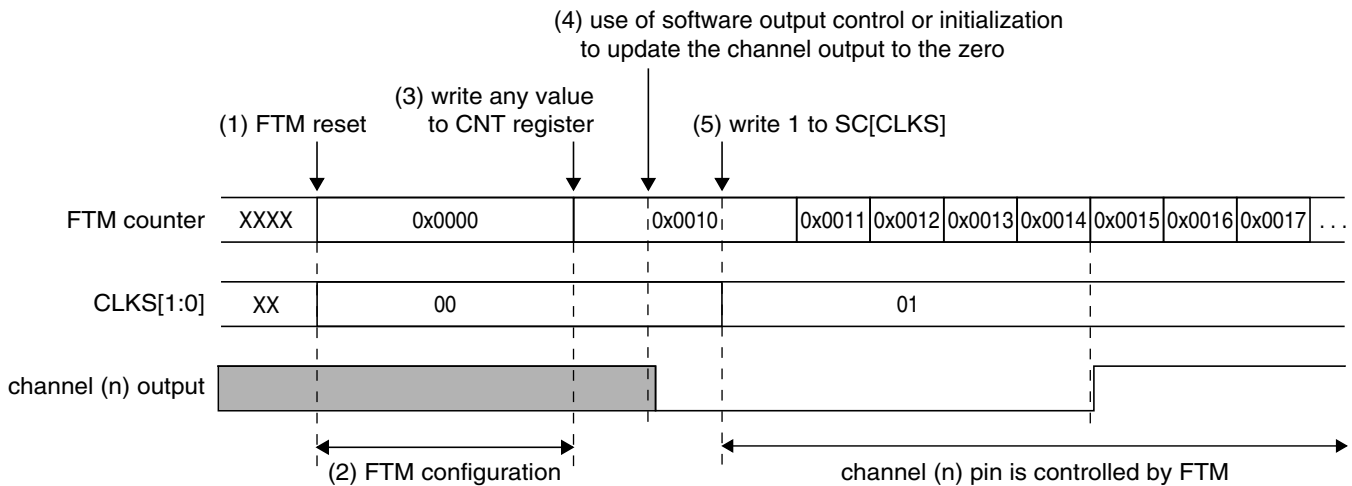 (4) use of software output control or initialization
to update the channel output to the zero
(3) write any value
to CNT register
(1) FTM reset
(5) write 1 to SC[CLKS]
FTM counter XXXX 0x0000 0x0010 0x0011 0x0012 0x0013 0x0014 0x0015 0x0016 0x0017 . . .
CLKS[1:0] XX 00 01
channel (n) output
(2) FTM configuration
channel (n) pin is controlled by FTM